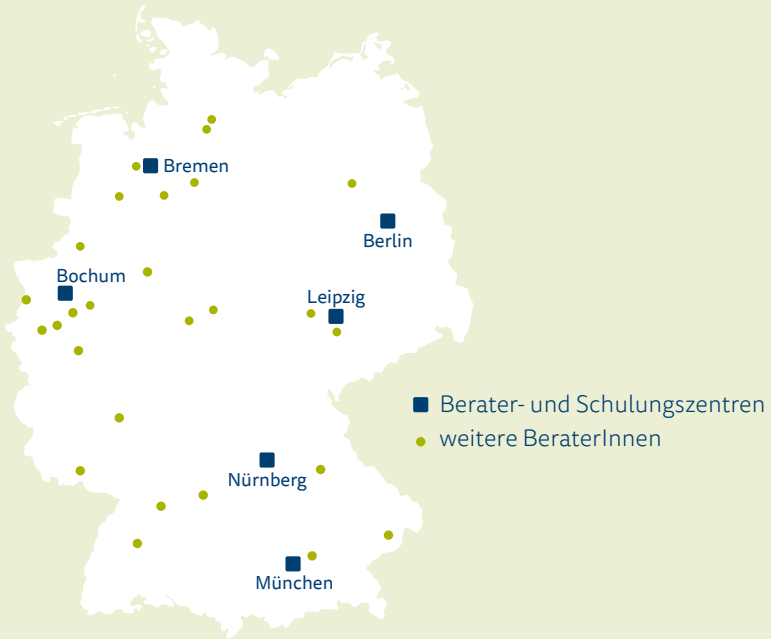 Bremen
Berlin
Bochum
Leipzig
Berater- und Schulungszentren
weitere BeraterInnen
Nürnberg
München